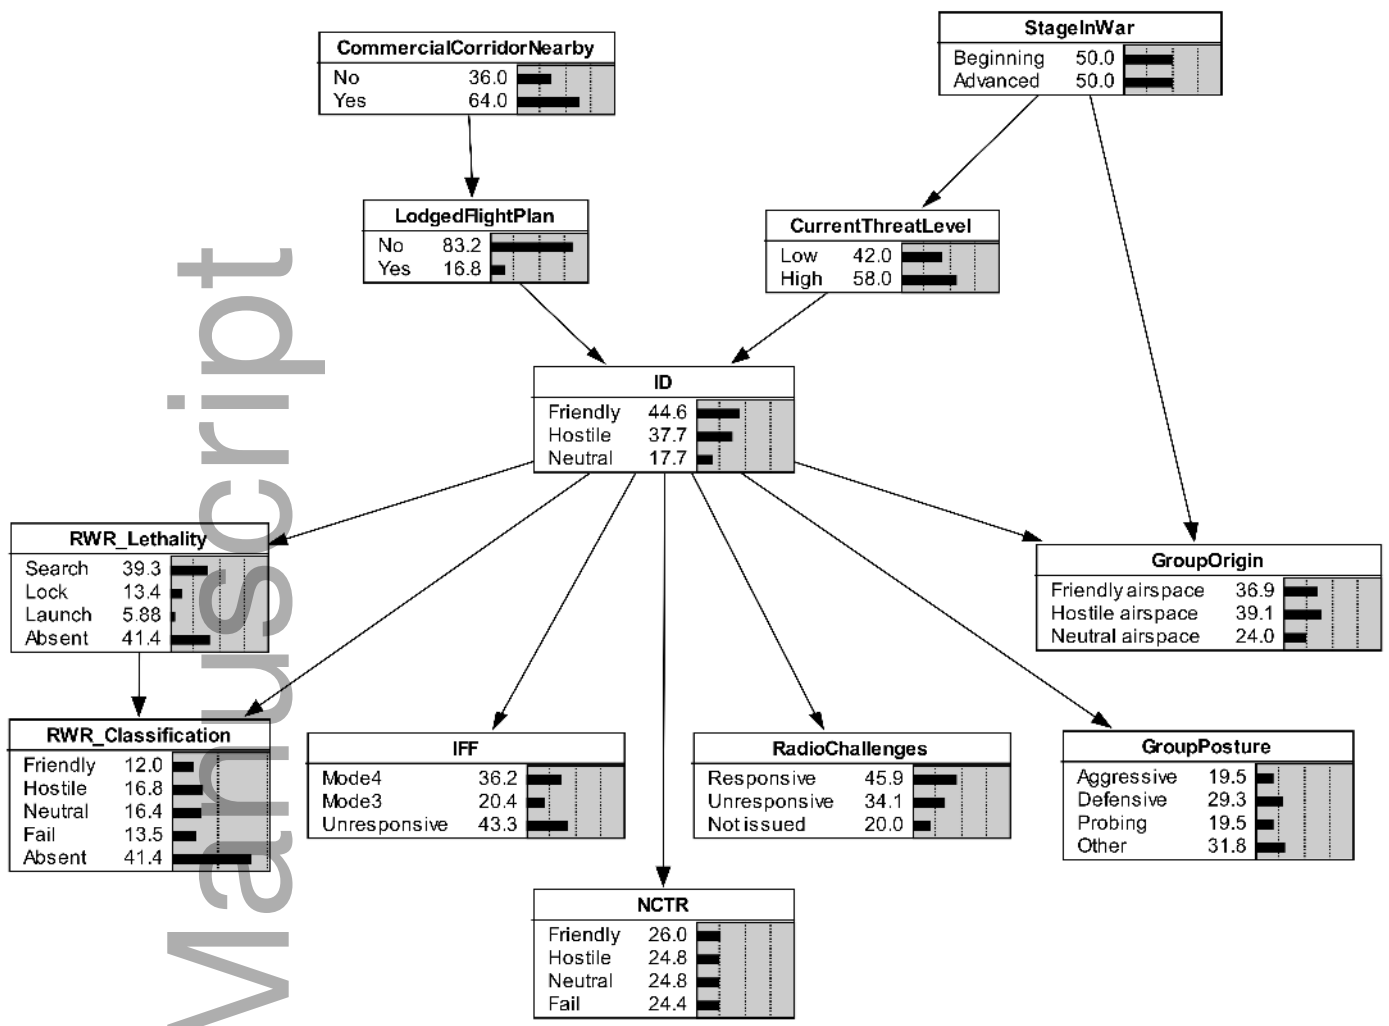 CommercialCorridorNearby
No 36.0
Yes 64.0
StageInWar
Beginning 50.0
Advanced 50.0
LodgedFlightPlan
No 83.2
Yes 16.8
CurrentThreatLevel
Low 42.0
High 58.0
ID
Friendly 44.6
Hostile 37.7
Neutral 17.7
RWR_Lethality
Search 39.3
Lock 13.4
Launch 5.88
Absent 41.4
GroupOrigin
Friendly airspace 36.9
Hostile airspace 39.1
Neutral airspace 24.0
RWR_Classification
Friendly 12.0
Hostile 16.8
Neutral 16.4
Fail 13.5
Absent 41.4
IFF
Mode4 36.2
Mode3 20.4
Unresponsive 43.3
RadioChallenges
Responsive 45.9
Unresponsive 34.1
Not issued 20.0
GroupPosture
Aggressive 19.5
Defensive 29.3
Probing 19.5
Other 31.8
NCTR
Friendly 26.0
Hostile 24.8
Neutral 24.8
Fail 24.4
Manuscript